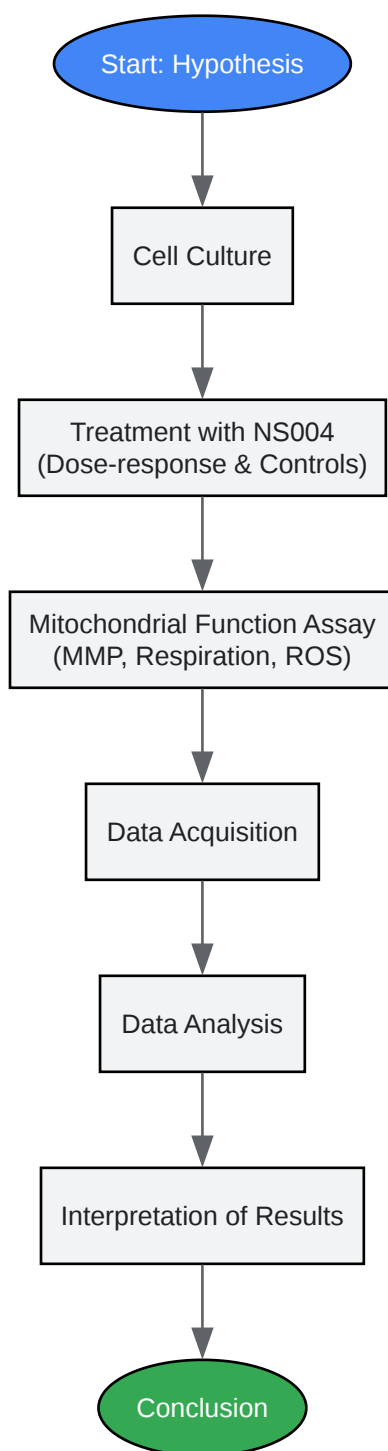 Start: Hypothesis
Cell Culture
Treatment with NS004
(Dose-response & Controls)
Mitochondrial Function Assay
(MMP, Respiration, ROS)
Data Acquisition
Data Analysis
Interpretation of Results
Conclusion